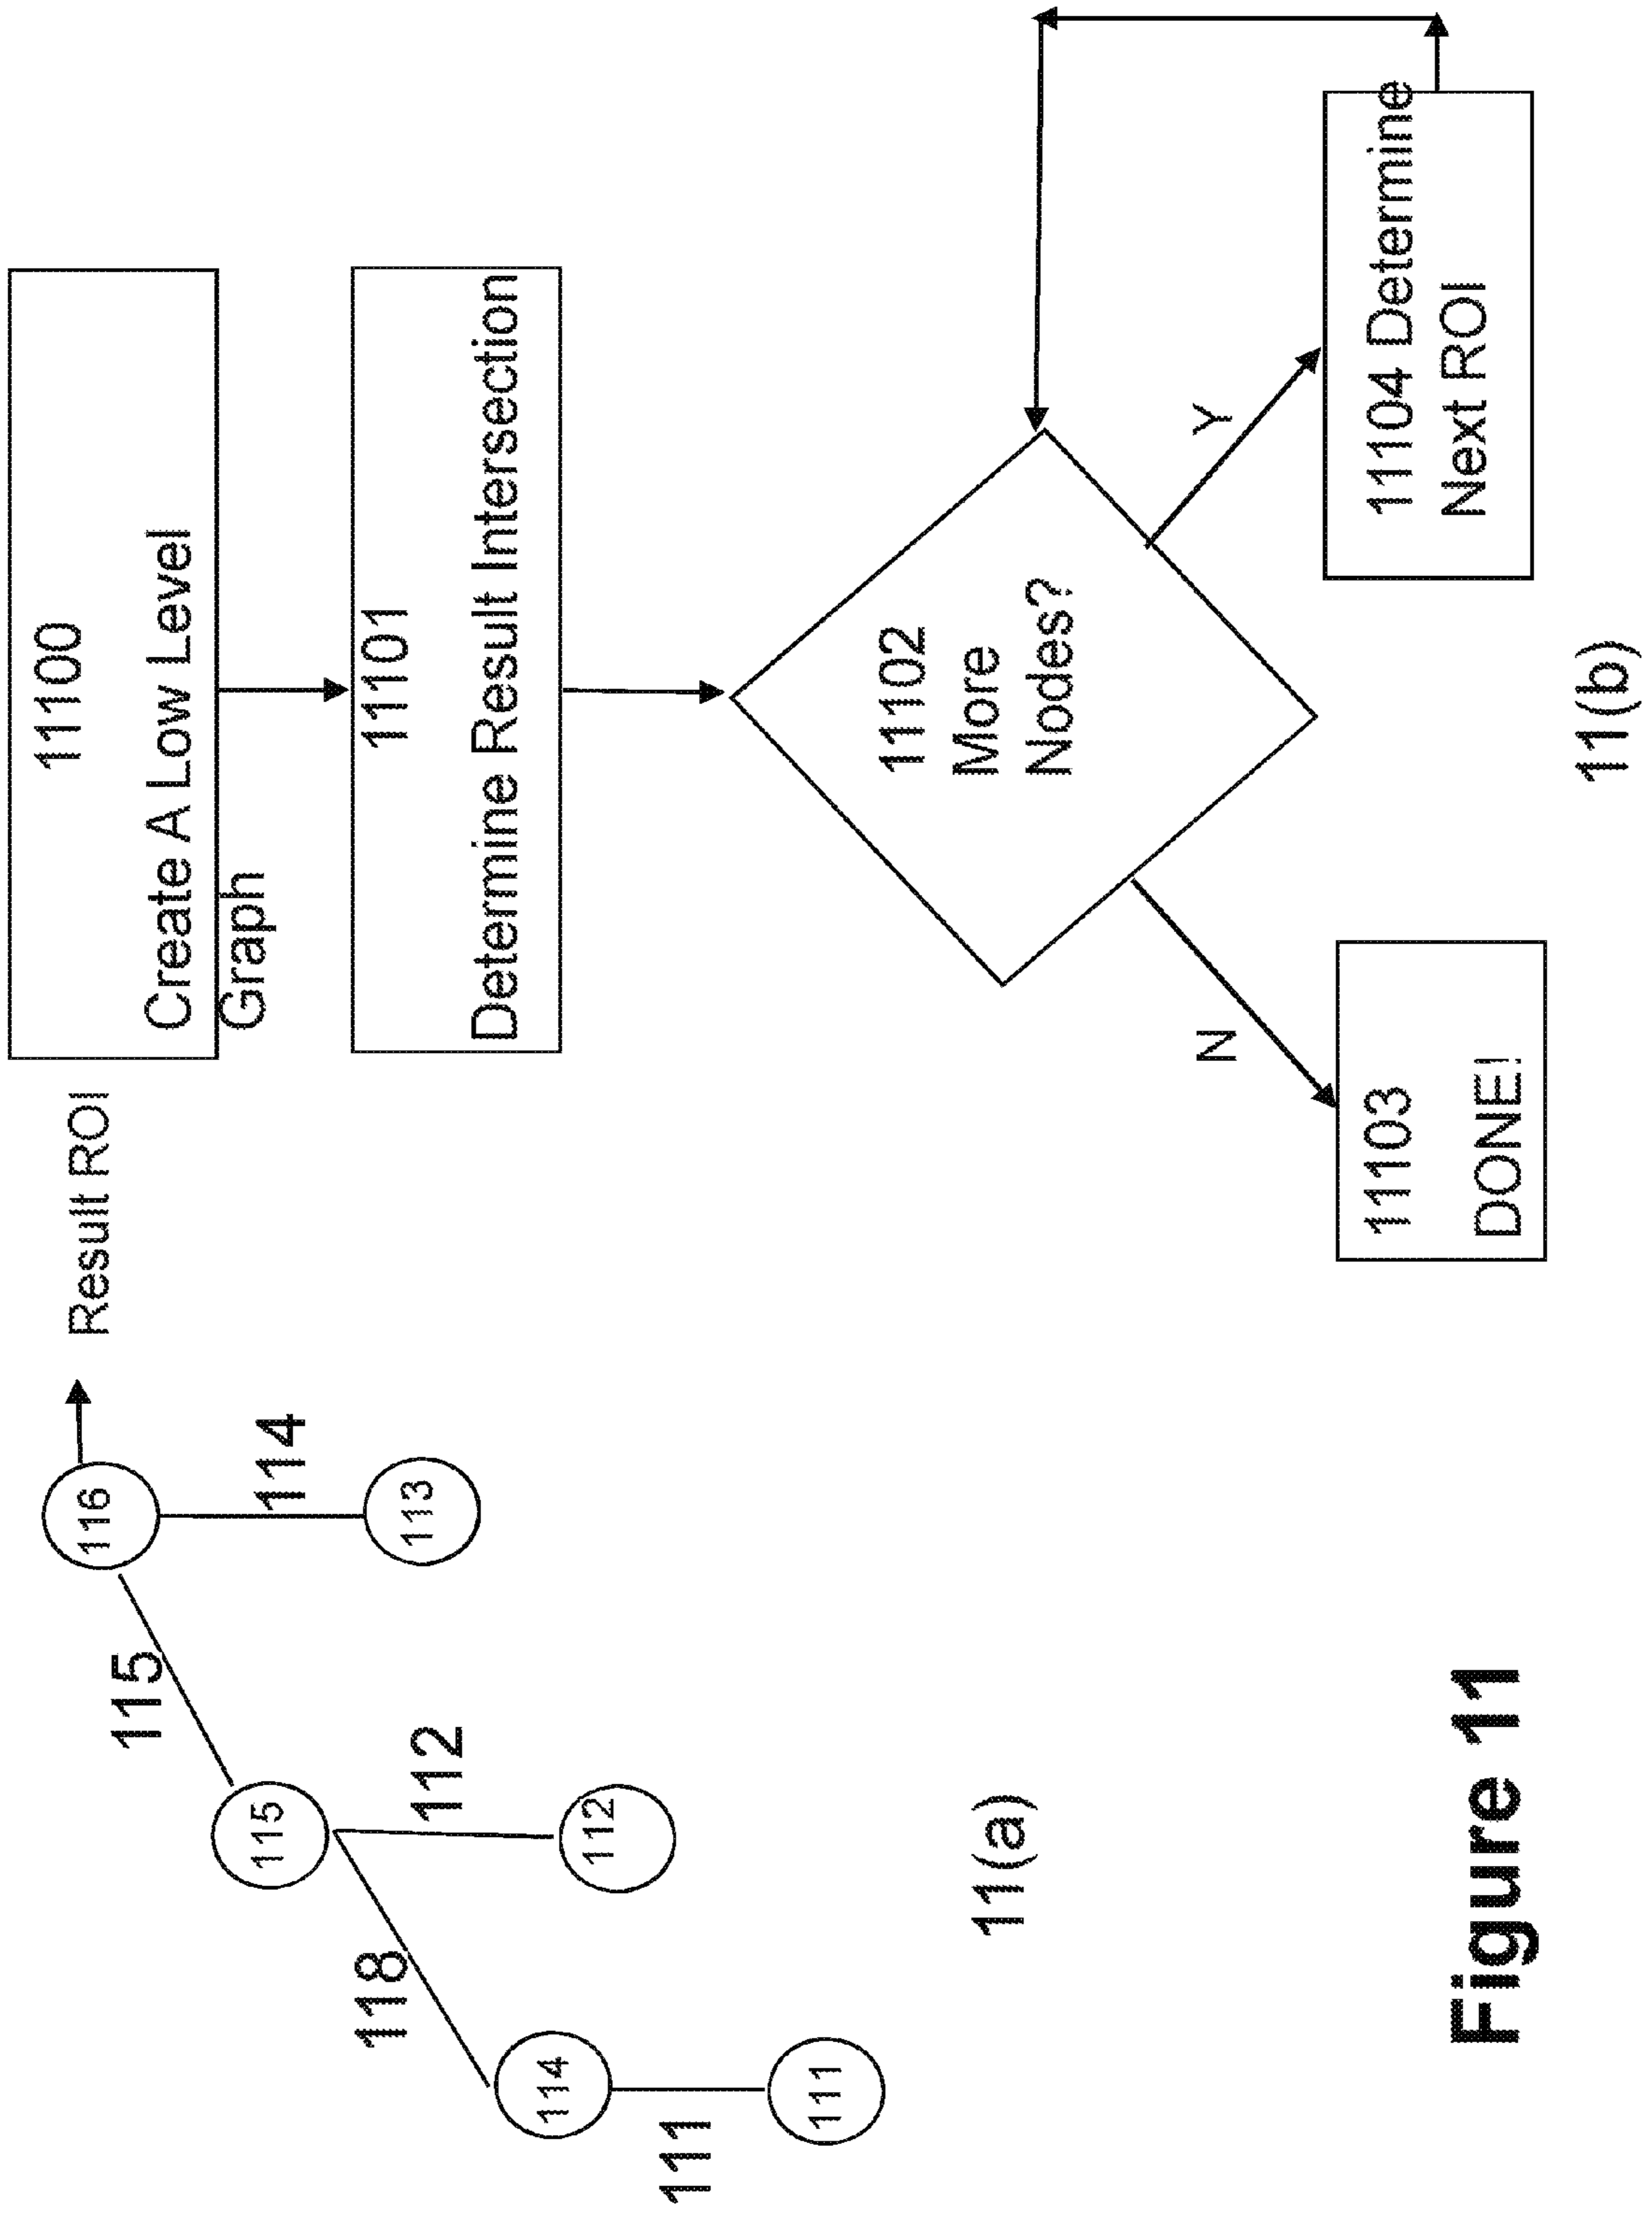 Result ROI
116
115
114
115
113
118
112
114
112
111
111
11(a)
11100
Create A Low Level
Graph
11101
Determine Result Intersection
11102
More
Nodes?
N
Y
11103
DONE!
11104 Determine
Next ROI
11(b)
Figure 11